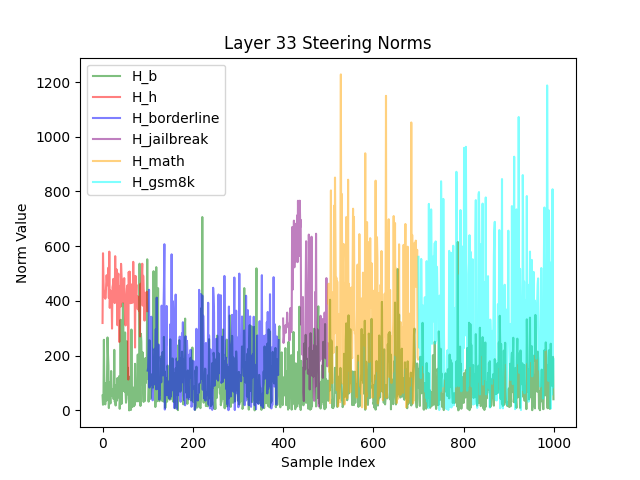 Layer 33 Steering Norms
H_b
H_h
H_borderline
H_jailbreak
H_math
H_gsm8k
Norm Value
1200
1000
800
600
400
200
0
0 200 400 600 800 1000
Sample Index